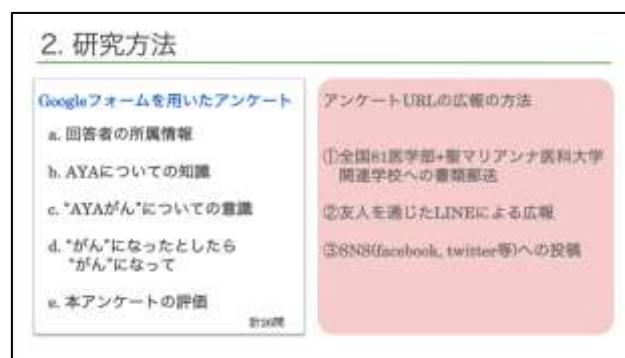 2. 研究方法
Googleフォームを用いたアンケート
a. 回答者の所属情報
b. AYAについての知識
c. "AYAがん"についての意識
d. "がん"になったとしたら
"がん"になって
e. 本アンケートの評価
アンケートURLの広報の方法
①全国81医学部+聖マリアンナ医科大学
関連学校への書類郵送
②友人を通じたLINEによる広報
③SNS(facebook, twitter等)への投稿